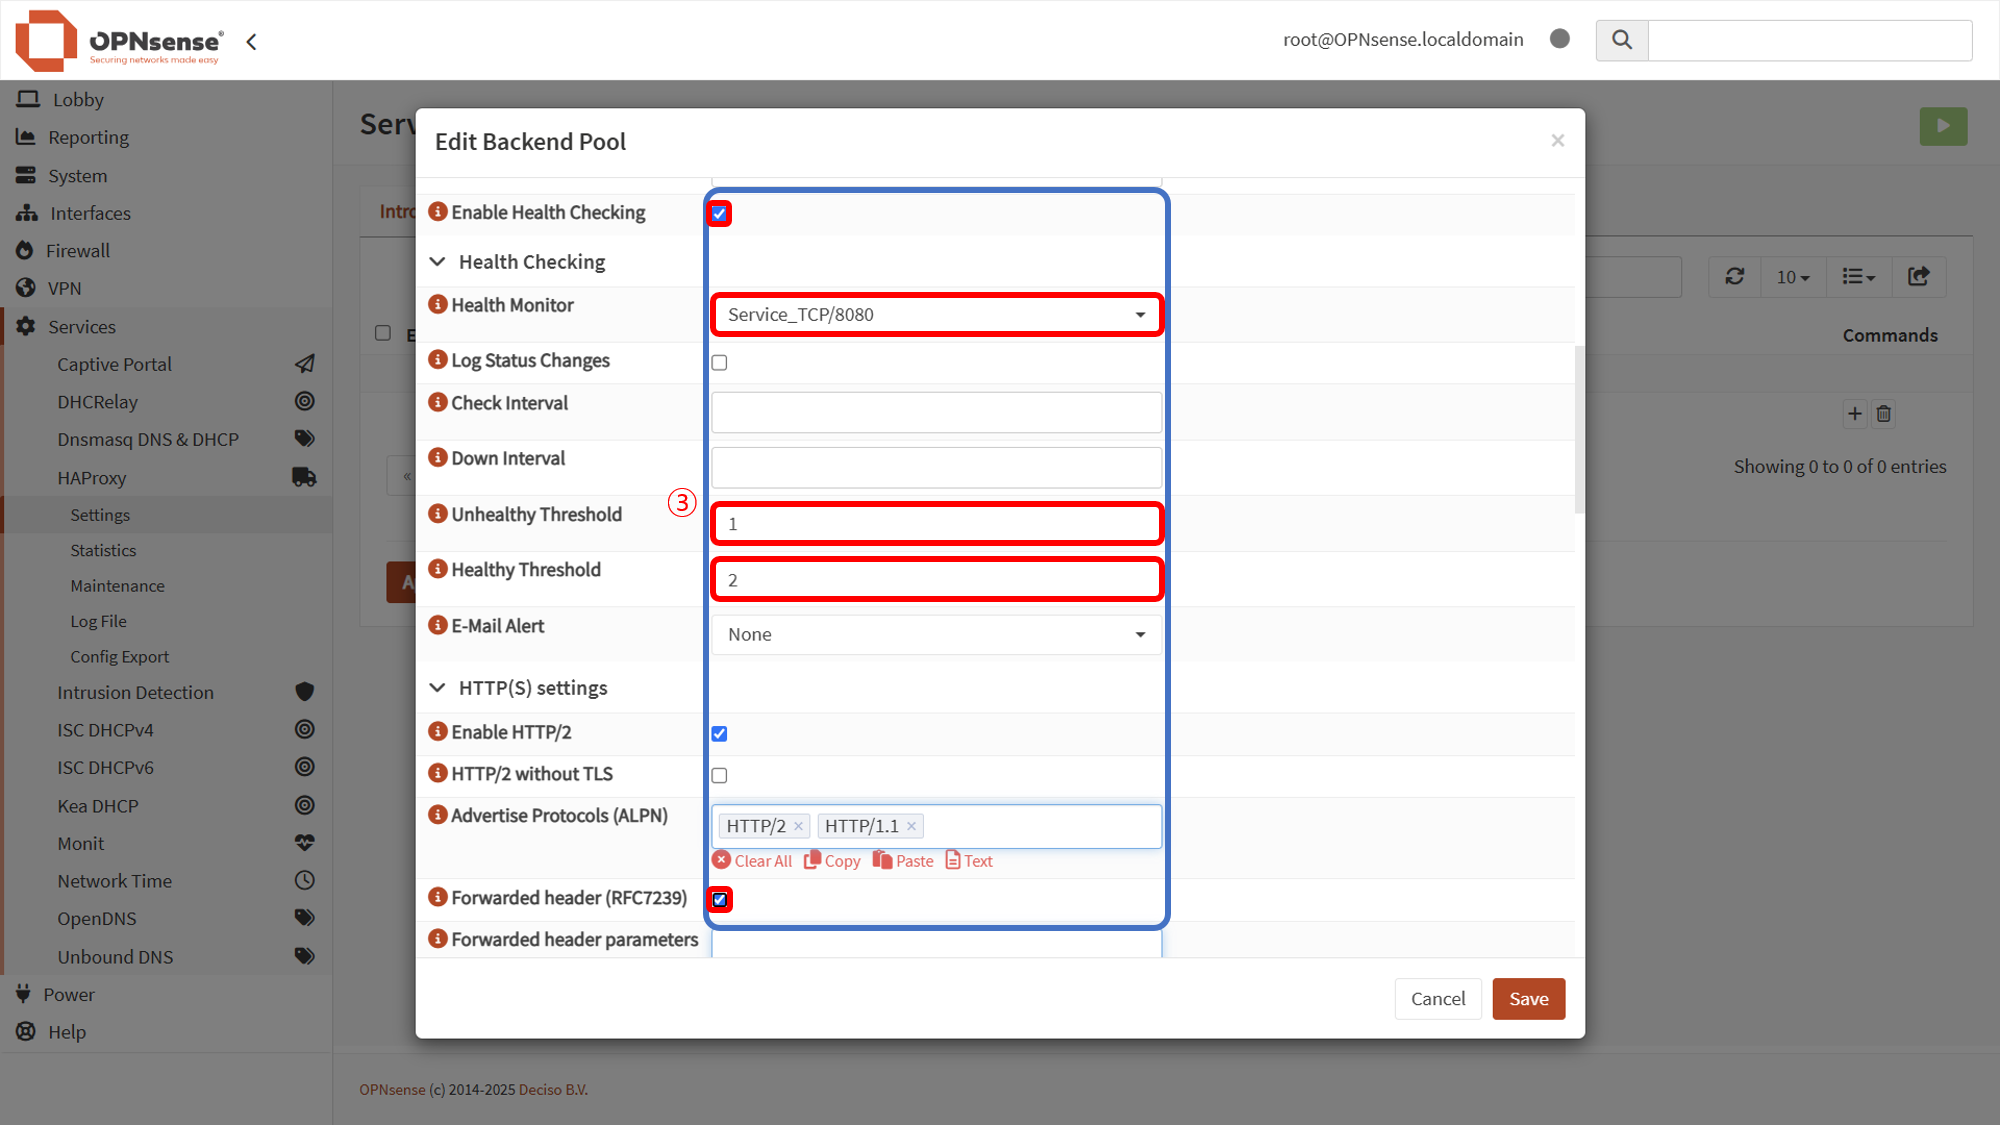 OPNsense®
Securing networks made easy
root@OPNsense.localdomain
Lobby
Reporting
System
Interfaces
Firewall
VPN
Services
Captive Portal
DHCRelay
Dnsmasq DNS & DHCP
HAProxy
Settings
Statistics
Maintenance
Log File
Config Export
Intrusion Detection
ISC DHCPv4
ISC DHCPv6
Kea DHCP
Monit
Network Time
OpenDNS
Unbound DNS
Power
Help
Serv
Intro
E
«
A
Edit Backend Pool
×
Enable Health Checking
Health Checking
Health Monitor
Service_TCP/8080
Log Status Changes
Check Interval
Down Interval
③
Unhealthy Threshold
1
Healthy Threshold
2
E-Mail Alert
None
HTTP(S) settings
Enable HTTP/2
HTTP/2 without TLS
Advertise Protocols (ALPN)
HTTP/2 × HTTP/1.1 ×
Clear All Copy Paste Text
Forwarded header (RFC7239)
Forwarded header parameters
Cancel Save
10
Commands
Showing 0 to 0 of 0 entries
OPNsense (c) 2014-2025 Deciso B.V.